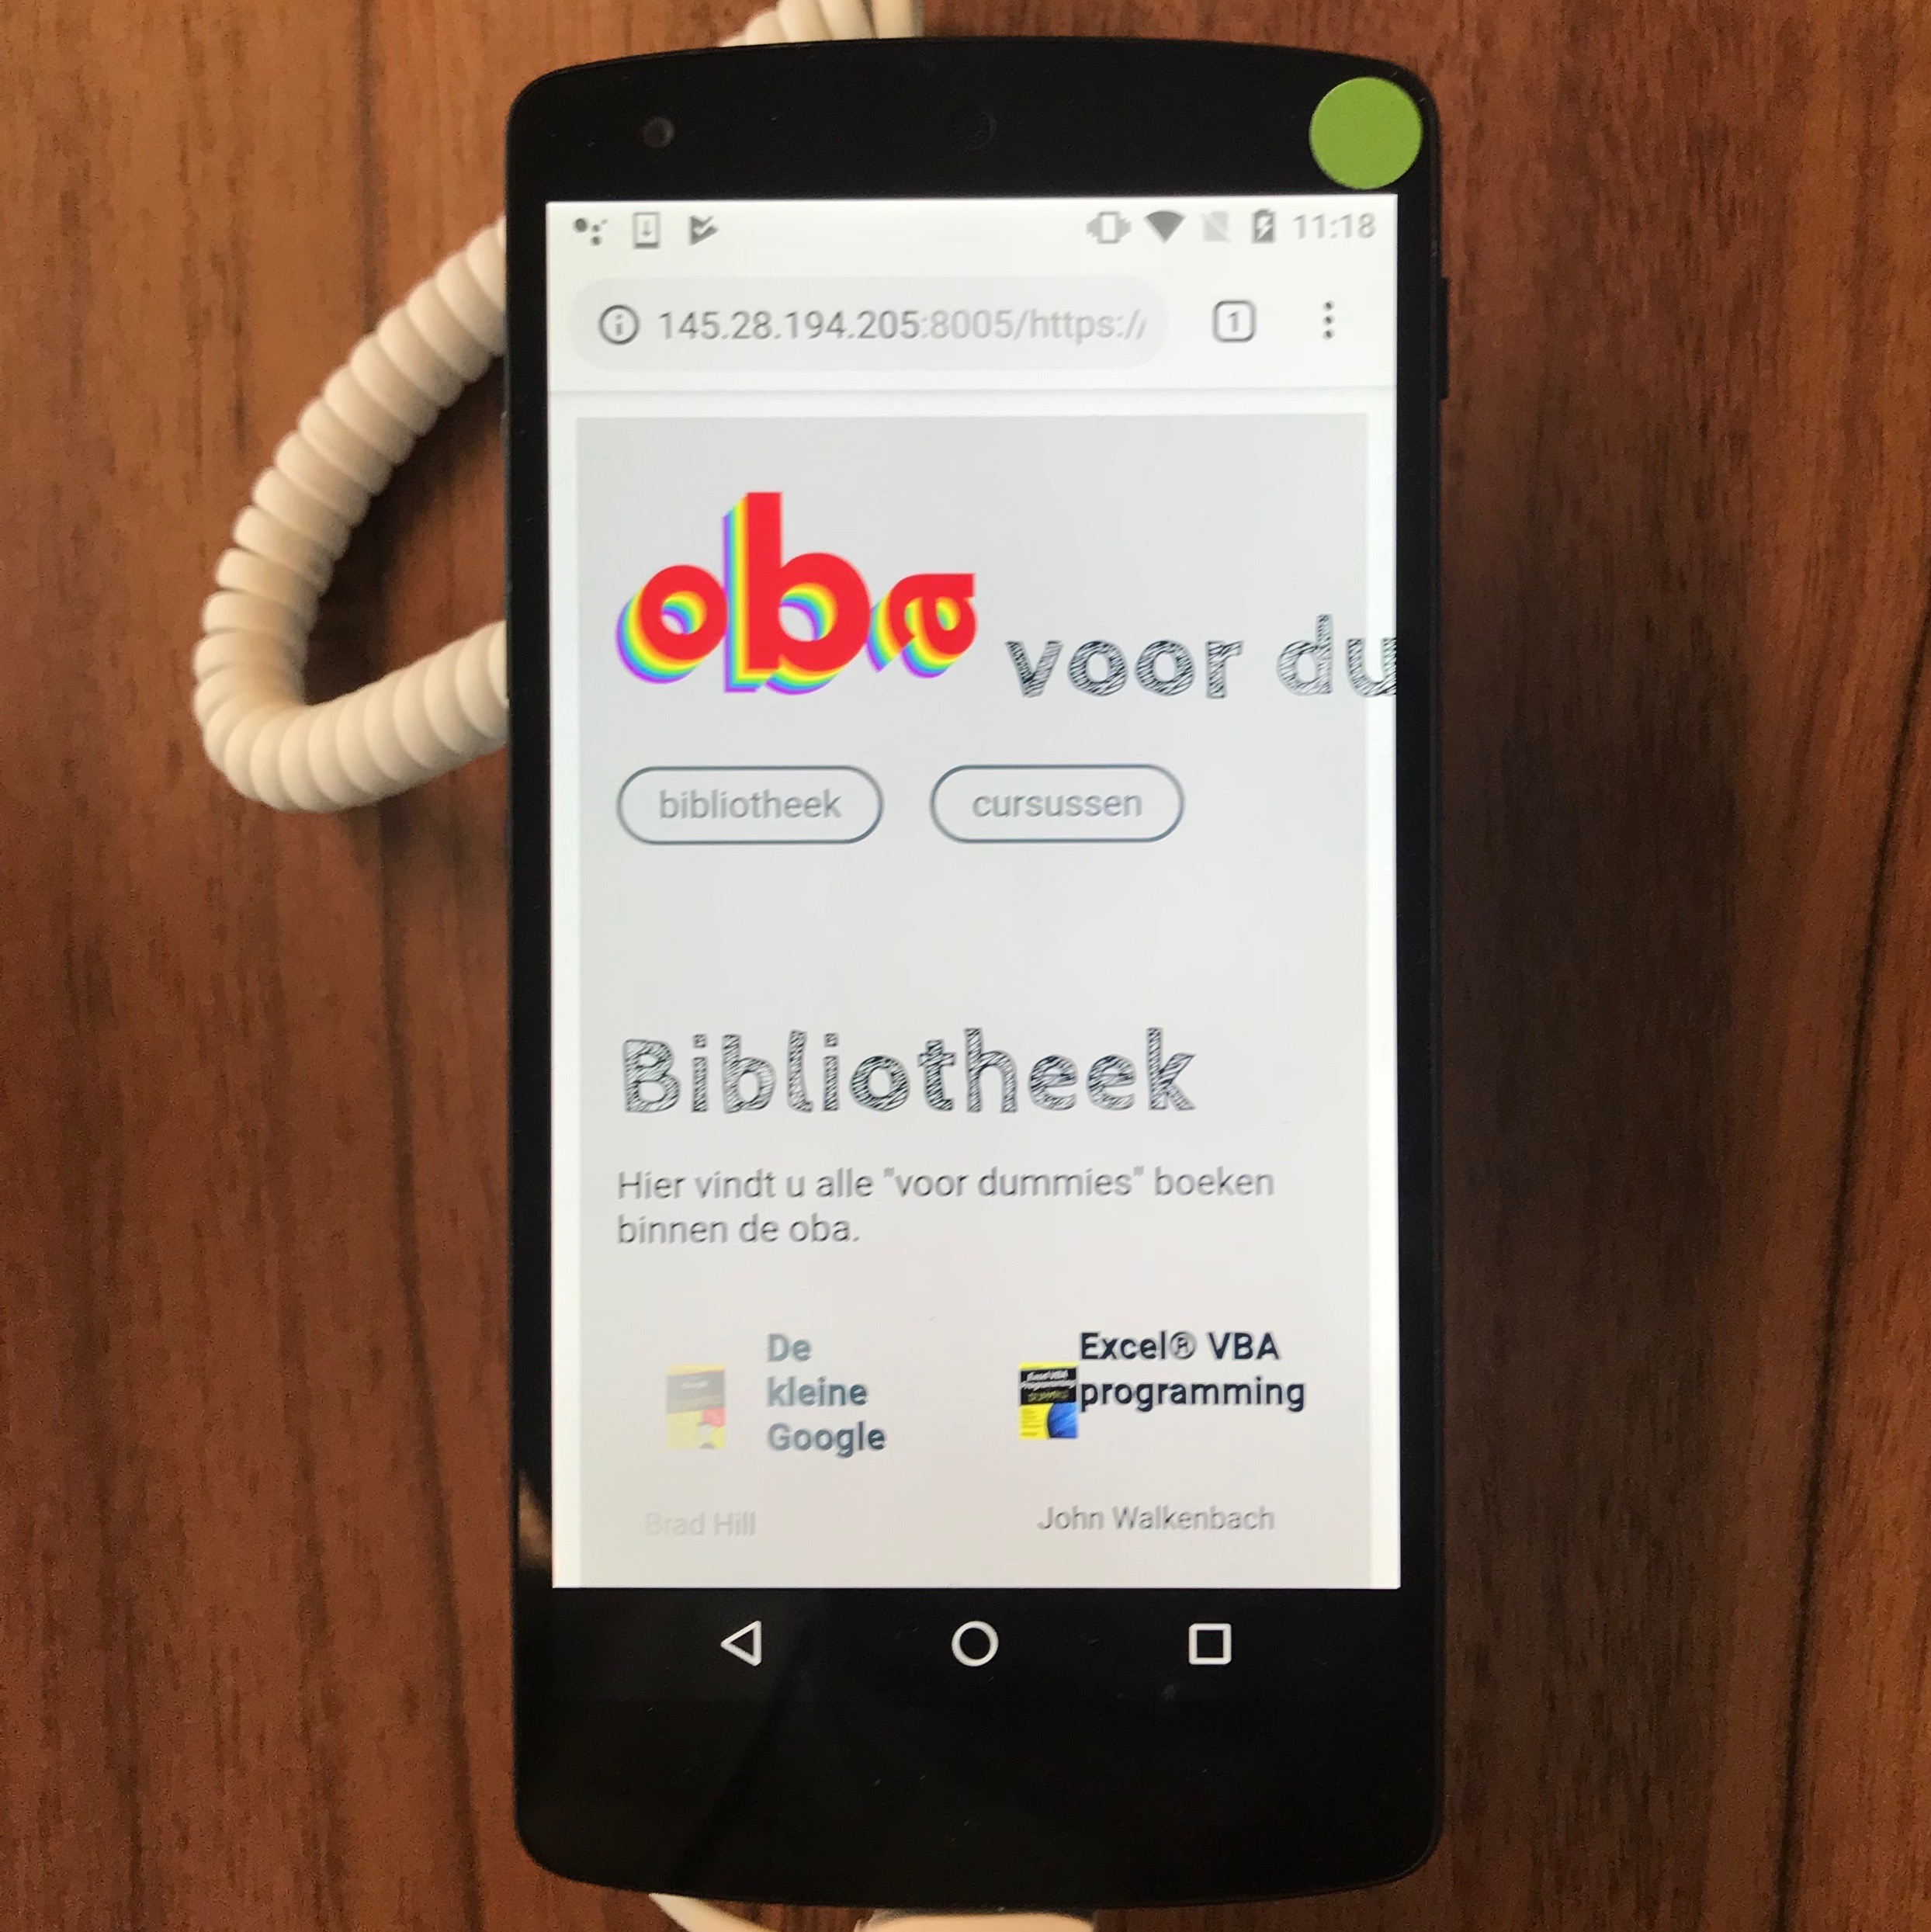 11:18
145.28.194.205:8005/https://
1
oba voor du
bibliotheek cursussen
Bibliotheek
Hier vindt u alle "voor dummies" boeken
binnen de oba.
De
kleine
Google
Brad Hill
Excel® VBA
programming
John Walkenbach